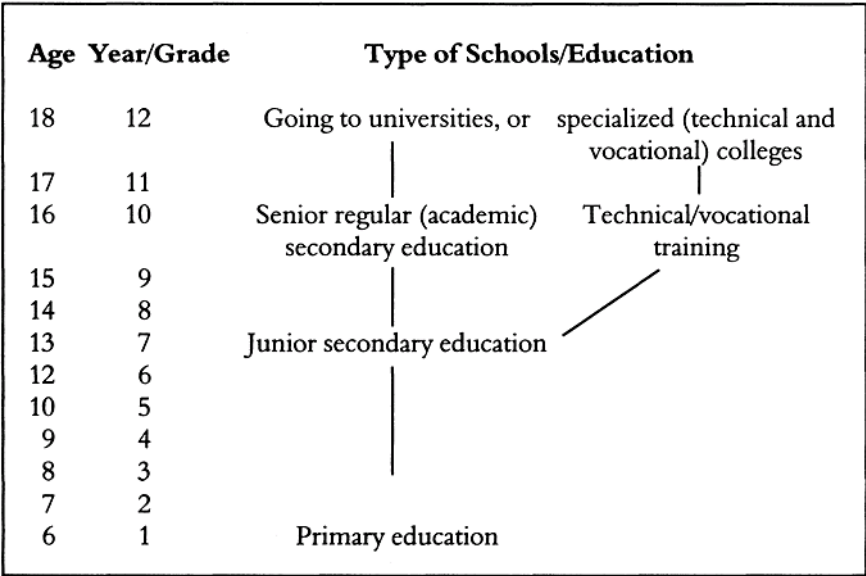 Age Year/Grade Type of Schools/Education
18 12 Going to universities, or specialized (technical and
vocational) colleges
17 11
16 10 Senior regular (academic) Technical/vocational
secondary education training
15 9
14 8
13 7 Junior secondary education
12 6
10 5
9 4
8 3
7 2
6 1 Primary education